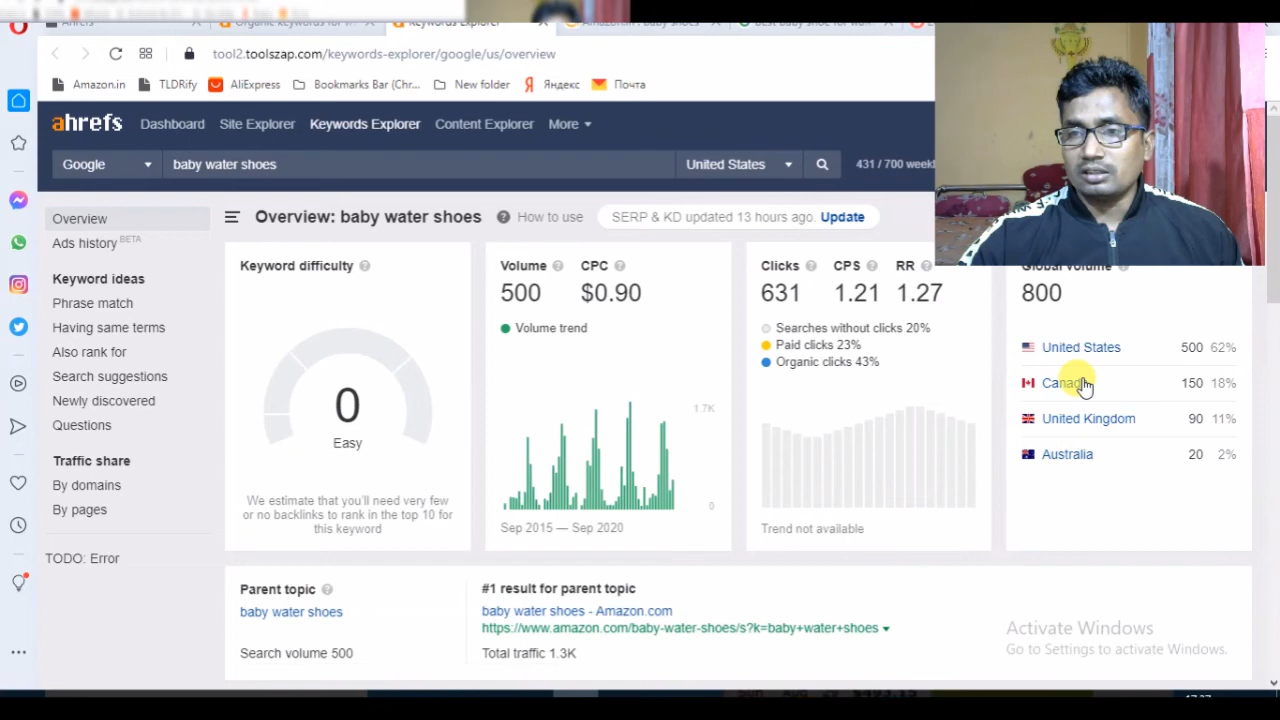 Organic keywords for
Keywords Explorer
Amazon.in : baby shoes
tool2.toolszap.com/keywords-explorer/google/us/overview
Amazon.in TLDRify AliExpress Bookmarks Bar (Chr... New folder Яндекс Почта
ahrefs Dashboard Site Explorer Keywords Explorer Content Explorer More
Google baby water shoes United States 431 / 700 weekl
Overview
Ads history BETA
Keyword ideas
Phrase match
Having same terms
Also rank for
Search suggestions
Newly discovered
Questions
Traffic share
By domains
By pages
TODO: Error
Overview: baby water shoes ? How to use SERP & KD updated 13 hours ago. Update
Keyword difficulty ?
0
Easy
We estimate that you'll need very few
or no backlinks to rank in the top 10 for
this keyword
Volume ? CPC ?
500 $0.90
Volume trend
1.7K
0
Sep 2015 — Sep 2020
Clicks ? CPS ? RR ?
631 1.21 1.27
Searches without clicks 20%
Paid clicks 23%
Organic clicks 43%
Trend not available
Global volume ?
800
United States 500 62%
Canada 150 18%
United Kingdom 90 11%
Australia 20 2%
Parent topic ?
baby water shoes
Search volume 500
#1 result for parent topic
baby water shoes - Amazon.com
https://www.amazon.com/baby-water-shoes/s?k=baby+water+shoes
Total traffic 1.3K
Activate Windows
Go to Settings to activate Windows.